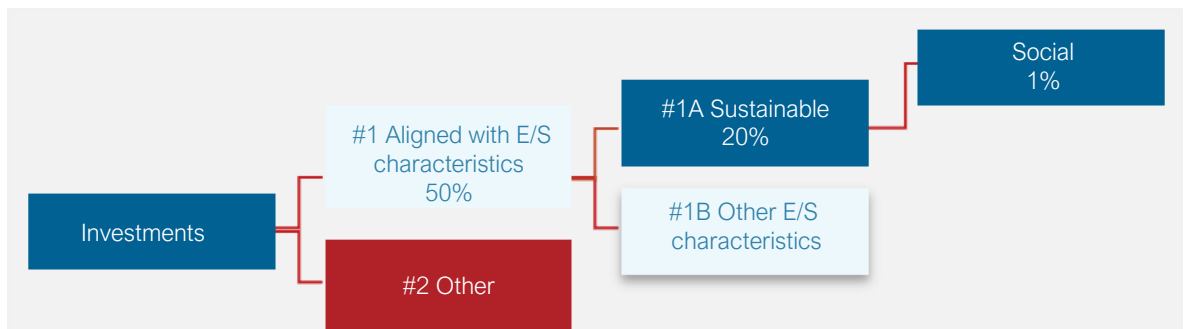 Investments
#1 Aligned with E/S
characteristics
50%
#2 Other
#1A Sustainable
20%
#1B Other E/S
characteristics
Social
1%